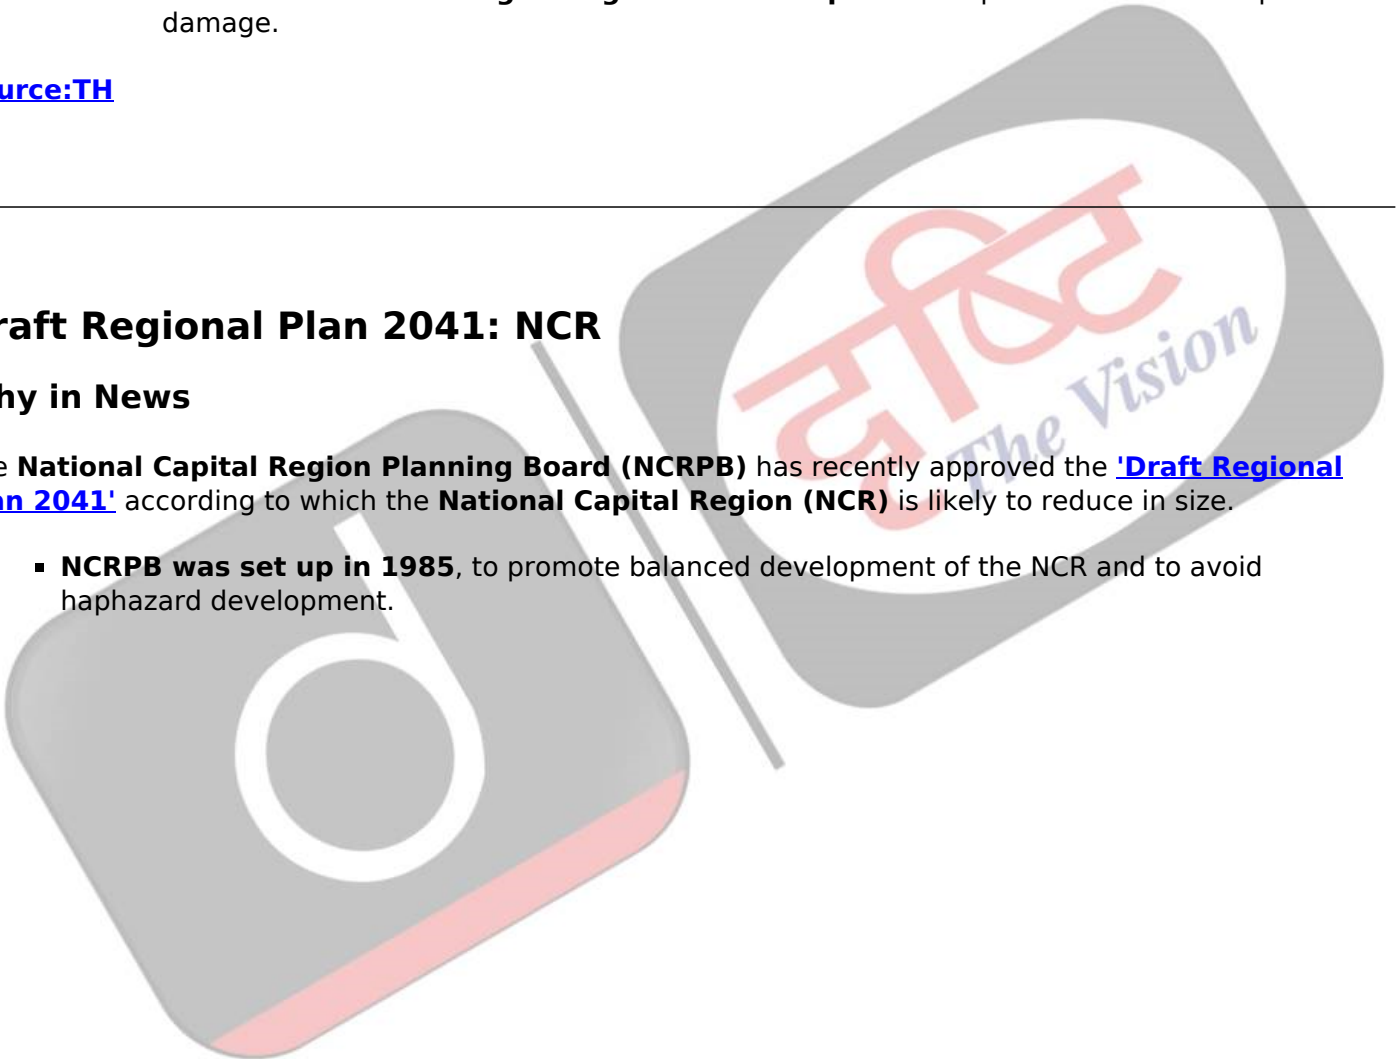 damage.
urce:TH
raft Regional Plan 2041: NCR
hy in News
e National Capital Region Planning Board (NCRPB) has recently approved the 'Draft Regional
an 2041' according to which the National Capital Region (NCR) is likely to reduce in size.
▪ NCRPB was set up in 1985, to promote balanced development of the NCR and to avoid
haphazard development.
दृष्टि
The Vision
d